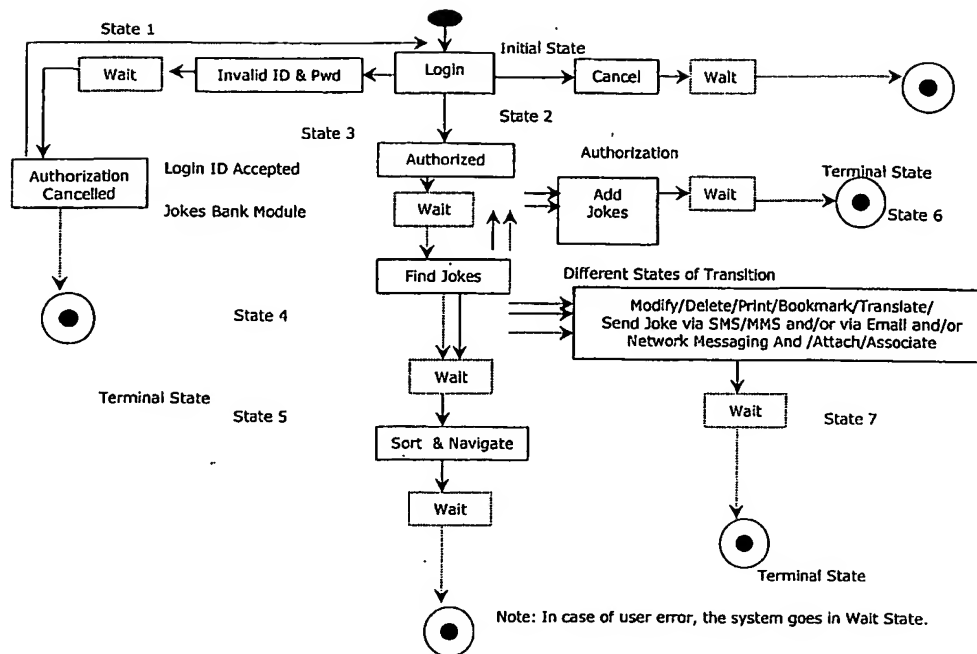 State 1
Initial State
Wait
Invalid ID & Pwd
Login
Cancel
Wait
State 2
State 3
Authorized
Authorization
Authorization
Cancelled
Login ID Accepted
Wait
Add
Jokes
Wait
Terminal State
State 6
Jokes Bank Module
Find Jokes
Different States of Transition
State 4
Modify/Delete/Print/Bookmark/Translate/
Send Joke via SMS/MMS and/or via Email and/or
Network Messaging And /Attach/Associate
Wait
Terminal State
State 5
Wait
State 7
Sort & Navigate
Wait
Terminal State
Note: In case of user error, the system goes in Wait State.